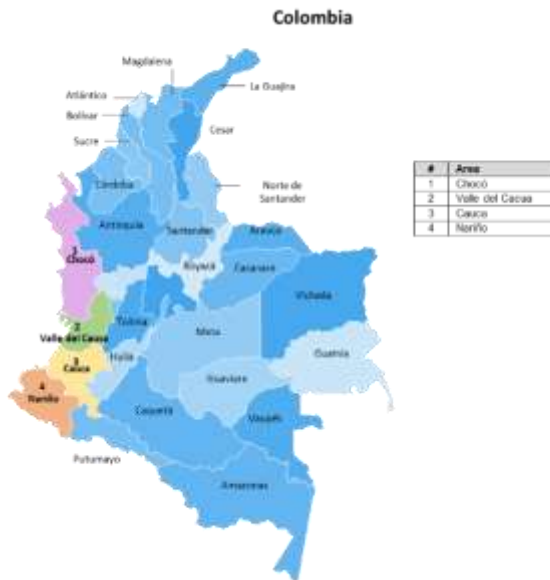 Colombia
Magdalena
La Guajira
Atlántico
Bolívar
Cesar
Sucre
# Area
1 Chocó
2 Valle del Cacua
3 Cauca
4 Nariño
Córdoba
Norte de
Santander
Antioquia
Santander
Arauca
1
Chocó
Boyacá
Casanare
Vichada
2
Valle del Causa
Tolima
Meta
Guainía
3
Cauca
Huila
Guaviare
4
Nariño
Caquetá
Vaupés
Putumayo
Amazonas